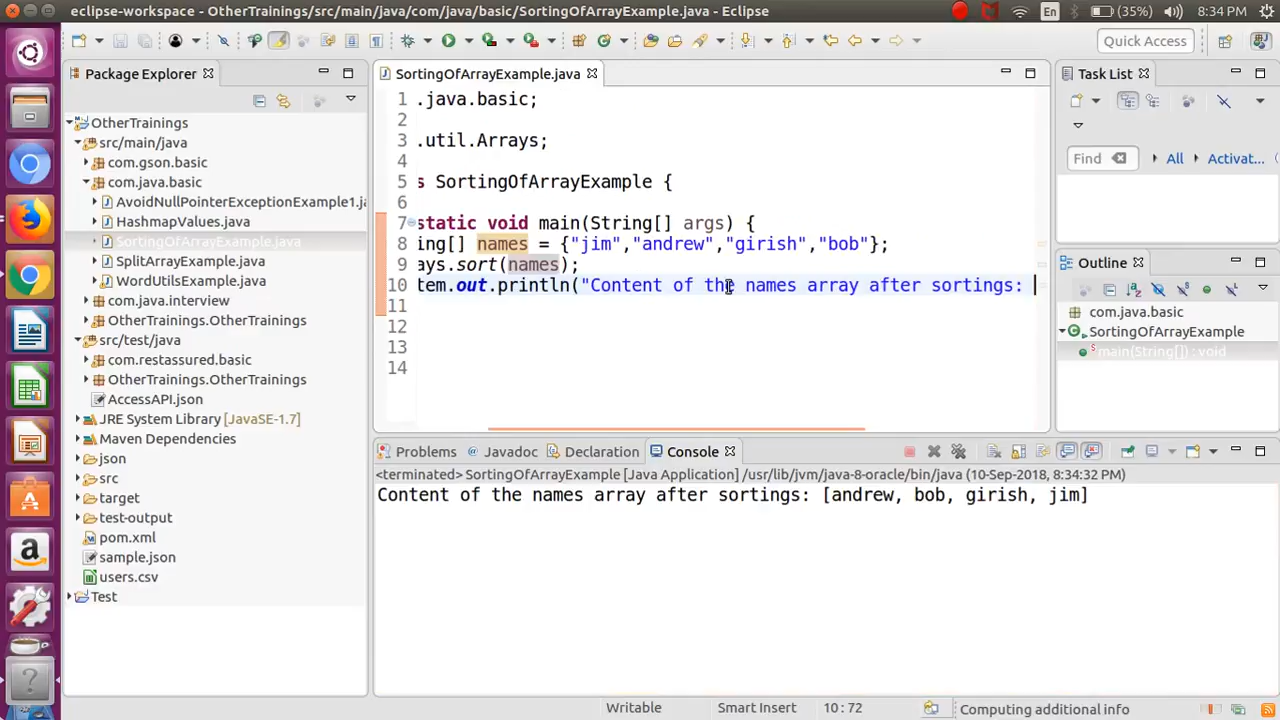 eclipse-workspace - OtherTrainings/src/main/java/com/java/basic/SortingOfArrayExample.java - Eclipse
En
(35%)
8:34 PM
Quick Access
Package Explorer
OtherTrainings
src/main/java
com.gson.basic
com.java.basic
AvoidNullPointerExceptionExample1.ja
HashmapValues.java
SortingOfArrayExample.java
SplitArrayExample.java
WordUtilsExample.java
com.java.interview
OtherTrainings.OtherTrainings
src/test/java
com.restassured.basic
OtherTrainings.OtherTrainings
AccessAPI.json
JRE System Library [JavaSE-1.7]
Maven Dependencies
json
src
target
test-output
pom.xml
sample.json
users.csv
Test
SortingOfArrayExample.java
1 .java.basic;
2
3 .util.Arrays;
4
5 s SortingOfArrayExample {
6
7 static void main(String[] args) {
8 ing[] names = {"jim","andrew","girish","bob"};
9 ays.sort(names);
10 tem.out.println("Content of the names array after sortings:
11
12
13
14
Task List
Find
All
Activat...
Outline
com.java.basic
SortingOfArrayExample
main(String[]) : void
Problems
Javadoc
Declaration
Console
<terminated> SortingOfArrayExample [Java Application] /usr/lib/jvm/java-8-oracle/bin/java (10-Sep-2018, 8:34:32 PM)
Content of the names array after sortings: [andrew, bob, girish, jim]
Writable
Smart Insert
10 : 72
Computing additional info